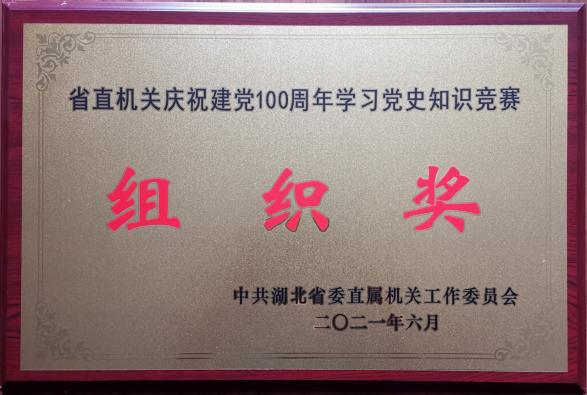 省直机关庆祝建党100周年学习党史知识竞赛
组织奖
中共湖北省委直属机关工作委员会
二〇二一年六月